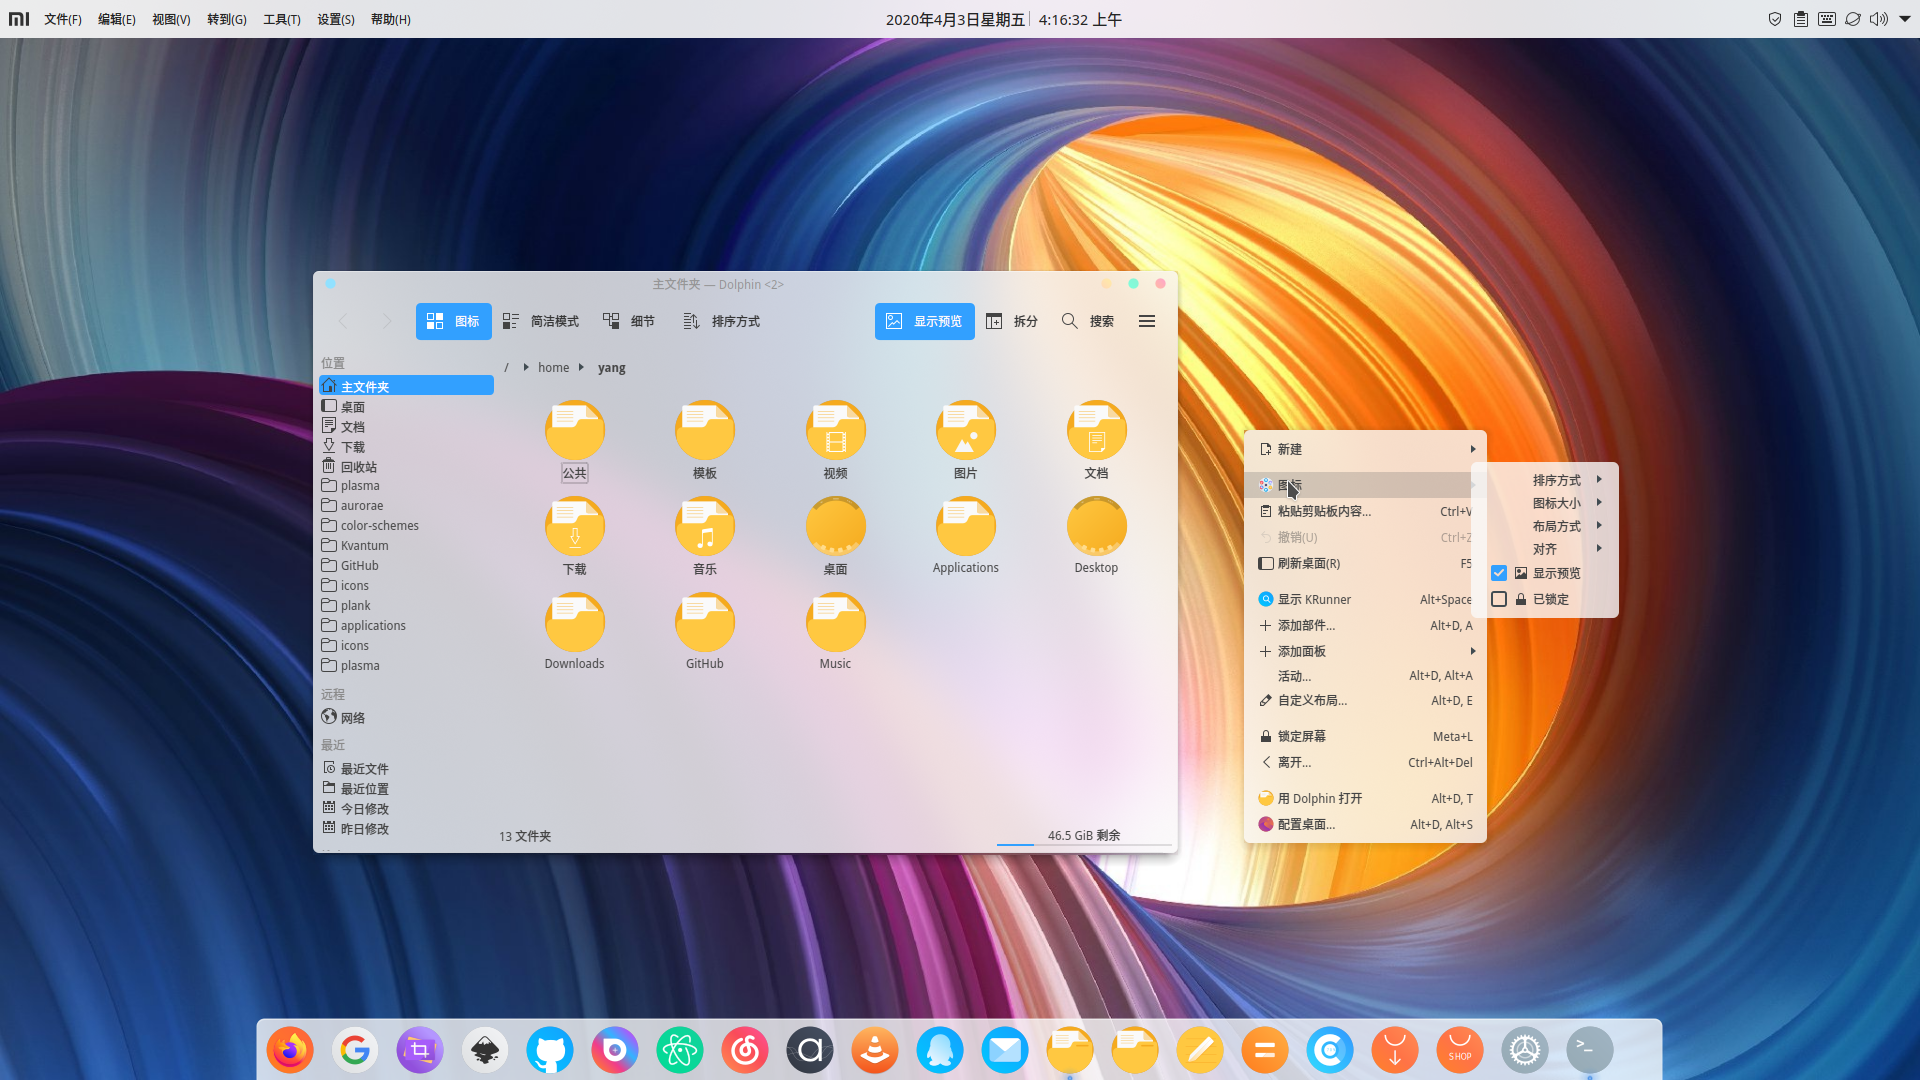 文件(F) 编辑(E) 视图(V) 转到(G) 工具(T) 设置(S) 帮助(H)
2020年4月3日星期五 4:16:32 上午
主文件夹 — Dolphin <2>
图标 简洁模式 细节 排序方式 显示预览 拆分 搜索
/ home yang
位置
主文件夹
桌面
文档
下载
回收站
plasma
aurorae
color-schemes
Kvantum
GitHub
icons
plank
applications
icons
plasma
远程
网络
最近
最近文件
最近位置
今日修改
昨日修改
公共 模板 视频 图片 文档
下载 音乐 桌面 Applications Desktop
Downloads GitHub Music
13 文件夹
46.5 GiB 剩余
新建
图标
粘贴剪贴板内容... Ctrl+V
撤销(U) Ctrl+Z
刷新桌面(R) F5
显示 KRunner Alt+Space
添加部件... Alt+D, A
添加面板
活动... Alt+D, Alt+A
自定义布局... Alt+D, E
锁定屏幕 Meta+L
离开... Ctrl+Alt+Del
用 Dolphin 打开 Alt+D, T
配置桌面... Alt+D, Alt+S
排序方式
图标大小
布局方式
对齐
显示预览
已锁定
SHOP